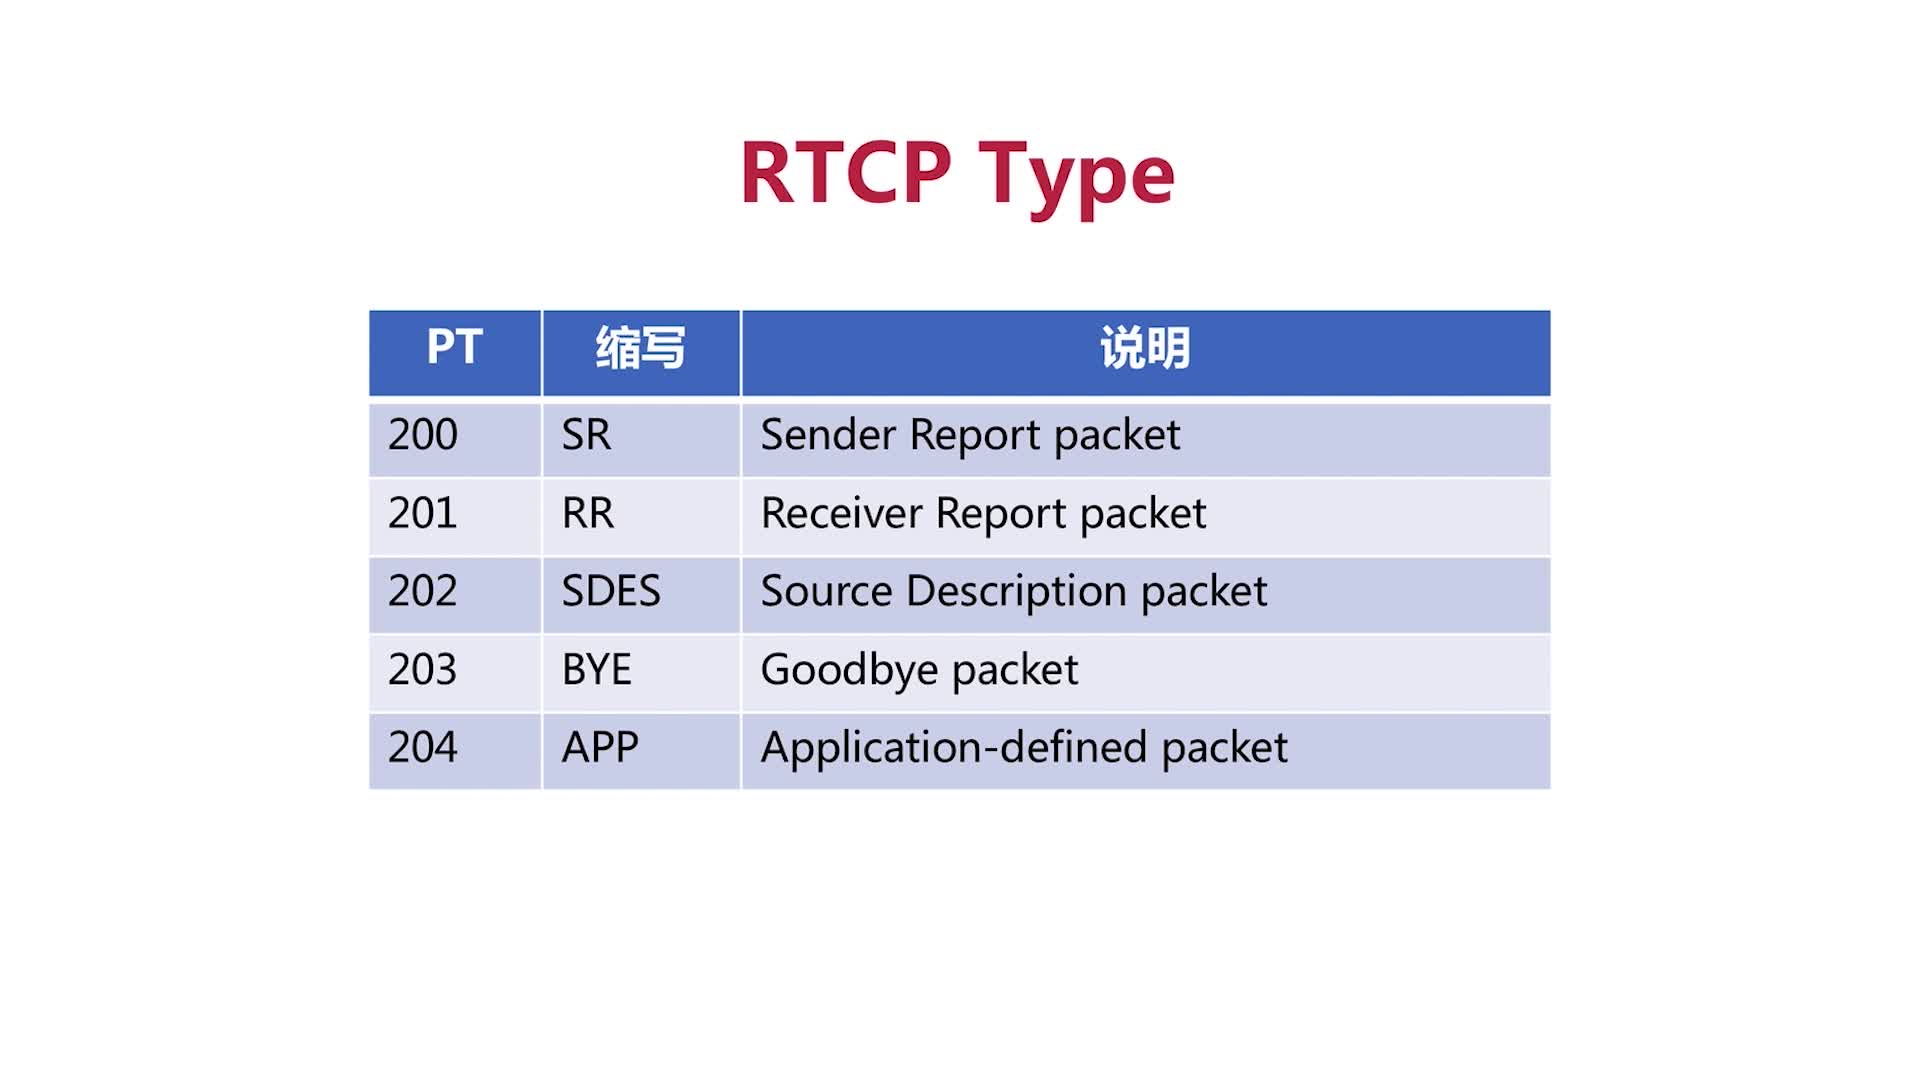 RTCP Type
PT 缩写 说明
200 SR Sender Report packet
201 RR Receiver Report packet
202 SDES Source Description packet
203 BYE Goodbye packet
204 APP Application-defined packet